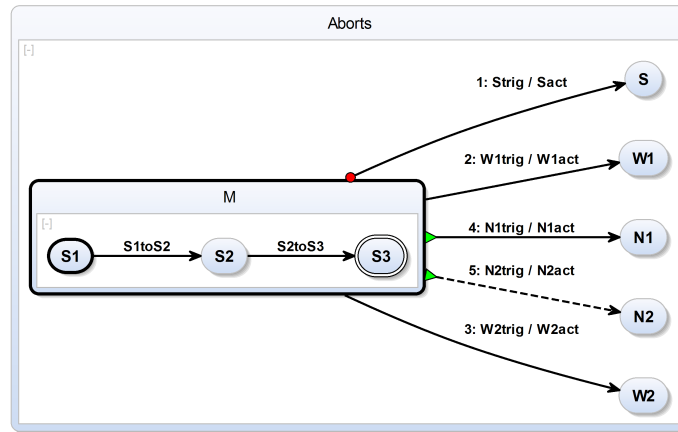 Aborts
[-]
1: Strig / Sact
S
2: W1trig / W1act
W1
M
[-]
S1
S1toS2
S2
S2toS3
S3
4: N1trig / N1act
N1
5: N2trig / N2act
N2
3: W2trig / W2act
W2